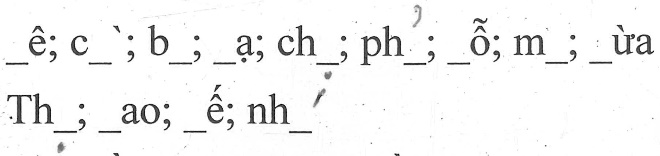 _ê; c_`; b_; _ạ; ch_; ph_̉; _ỗ; m_; _ừa
Th_; _ao; _ế; nh_́